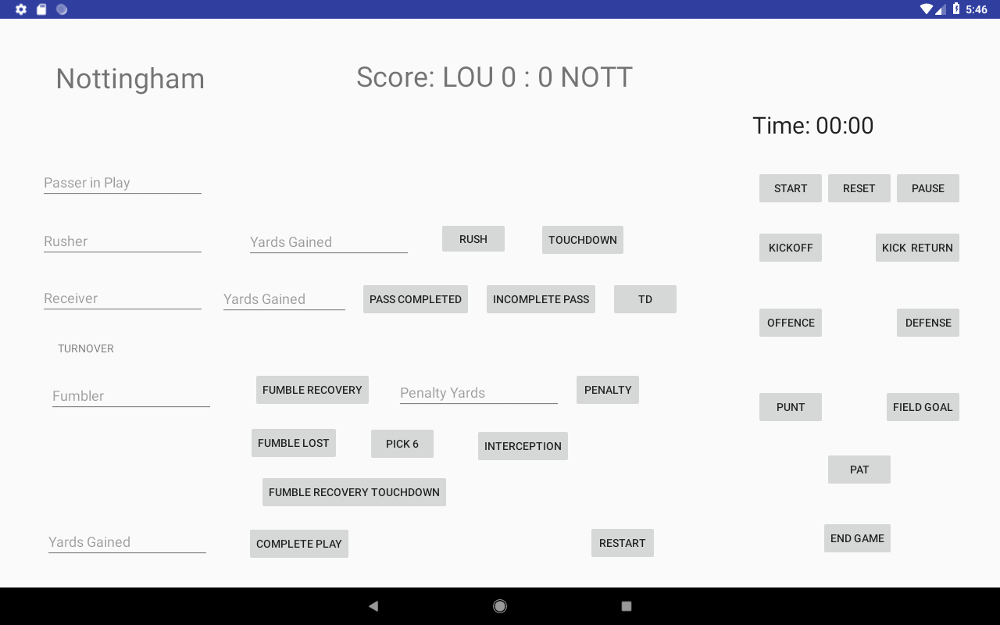 5:46
Nottingham
Score: LOU 0 : 0 NOTT
Time: 00:00
Passer in Play
START RESET PAUSE
Rusher
Yards Gained
RUSH
TOUCHDOWN
KICKOFF
KICK RETURN
Receiver
Yards Gained
PASS COMPLETED
INCOMPLETE PASS
TD
OFFENCE
DEFENSE
TURNOVER
Fumbler
FUMBLE RECOVERY
Penalty Yards
PENALTY
PUNT
FIELD GOAL
FUMBLE LOST
PICK 6
INTERCEPTION
PAT
FUMBLE RECOVERY TOUCHDOWN
Yards Gained
COMPLETE PLAY
RESTART
END GAME